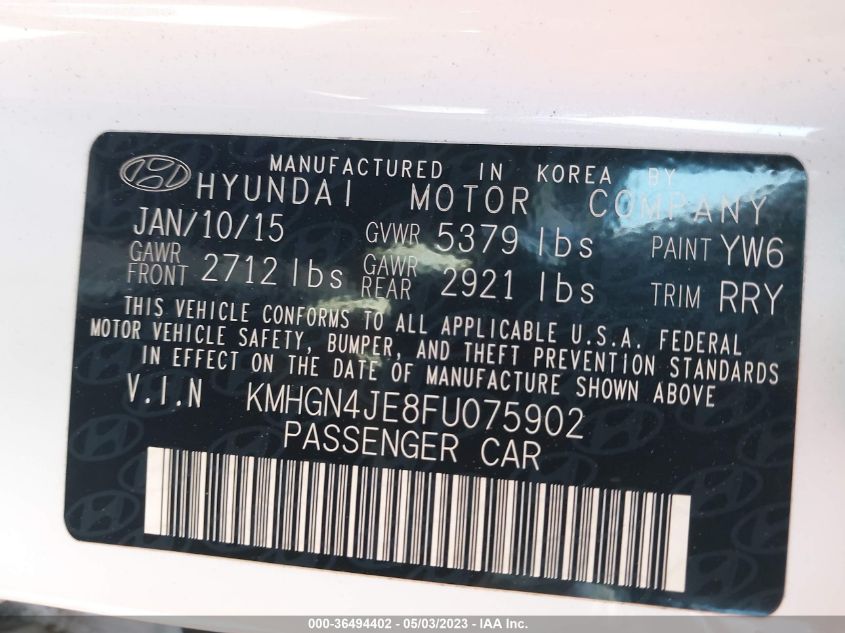 MANUFACTURED IN KOREA BY
HYUNDAI MOTOR COMPANY
JAN/10/15 GVWR 5379 lbs PAINT YW6
GAWR FRONT 2712 lbs GAWR REAR 2921 lbs TRIM RRY
THIS VEHICLE CONFORMS TO ALL APPLICABLE U.S.A. FEDERAL
MOTOR VEHICLE SAFETY, BUMPER, AND THEFT PREVENTION STANDARDS
IN EFFECT ON THE DATE OF MANUFACTURE SHOWN ABOVE
V.I.N KMHGN4JE8FU075902
PASSENGER CAR
000-36494402 - 05/03/2023 - IAA Inc.